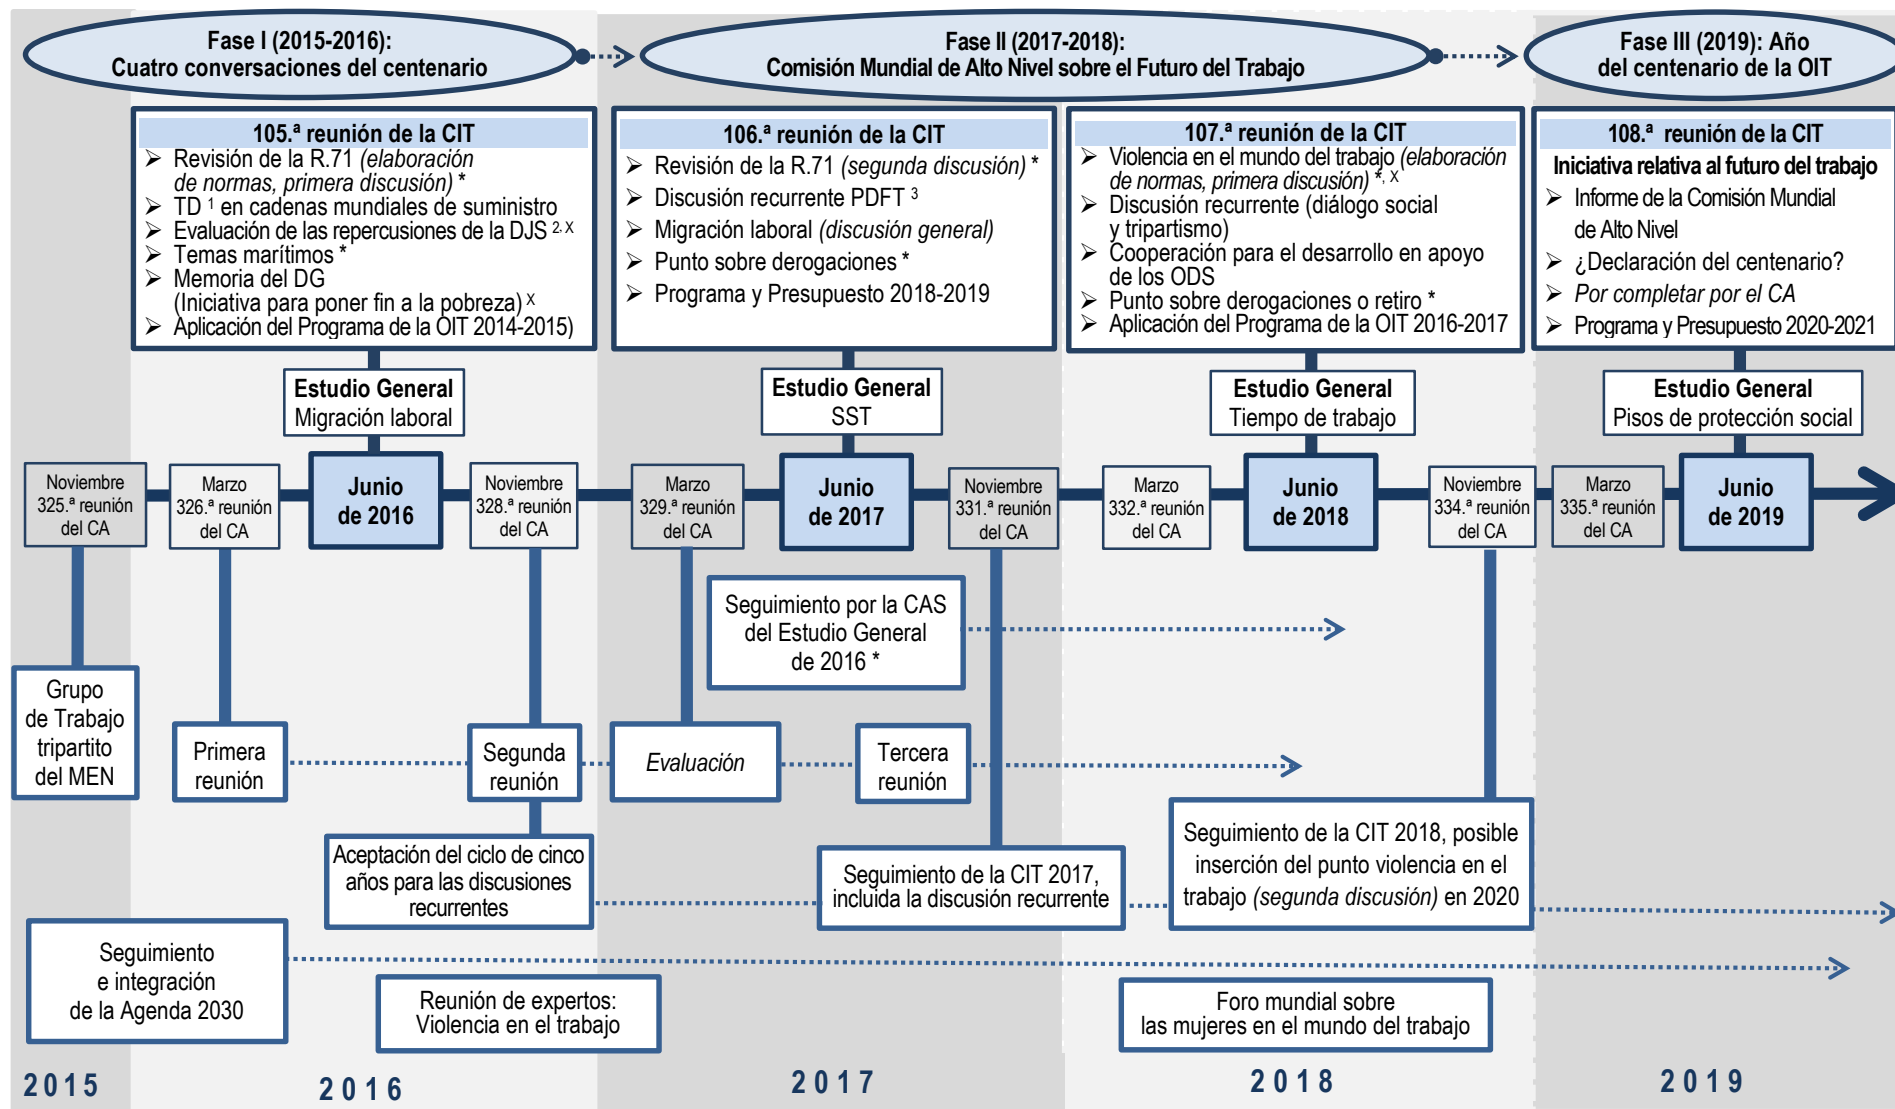 Fase I (2015-2016):
Cuatro conversaciones del centenario
Fase II (2017-2018):
Comisión Mundial de Alto Nivel sobre el Futuro del Trabajo
Fase III (2019): Año
del centenario de la OIT
105.ª reunión de la CIT
➢ Revisión de la R.71 (elaboración
de normas, primera discusión) *
➢ TD ¹ en cadenas mundiales de suministro
➢ Evaluación de las repercusiones de la DJS ²˒ ˣ
➢ Temas marítimos *
➢ Memoria del DG
(Iniciativa para poner fin a la pobreza) ˣ
➢ Aplicación del Programa de la OIT 2014-2015)
106.ª reunión de la CIT
➢ Revisión de la R.71 (segunda discusión) *
➢ Discusión recurrente PDFT ³
➢ Migración laboral (discusión general)
➢ Punto sobre derogaciones *
➢ Programa y Presupuesto 2018-2019
107.ª reunión de la CIT
➢ Violencia en el mundo del trabajo (elaboración
de normas, primera discusión) *, ˣ
➢ Discusión recurrente (diálogo social
y tripartismo)
➢ Cooperación para el desarrollo en apoyo
de los ODS
➢ Punto sobre derogaciones o retiro *
➢ Aplicación del Programa de la OIT 2016-2017
108.ª reunión de la CIT
Iniciativa relativa al futuro del trabajo
➢ Informe de la Comisión Mundial
de Alto Nivel
➢ ¿Declaración del centenario?
➢ Por completar por el CA
➢ Programa y Presupuesto 2020-2021
Estudio General
Migración laboral
Estudio General
SST
Estudio General
Tiempo de trabajo
Estudio General
Pisos de protección social
Noviembre
325.ª reunión
del CA
Marzo
326.ª reunión
del CA
Junio
de 2016
Noviembre
328.ª reunión
del CA
Marzo
329.ª reunión
del CA
Junio
de 2017
Noviembre
331.ª reunión
del CA
Marzo
332.ª reunión
del CA
Junio
de 2018
Noviembre
334.ª reunión
del CA
Marzo
335.ª reunión
del CA
Junio
de 2019
Seguimiento por la CAS
del Estudio General
de 2016 *
Grupo
de Trabajo
tripartito
del MEN
Primera
reunión
Segunda
reunión
Evaluación
Tercera
reunión
Aceptación del ciclo de cinco
años para las discusiones
recurrentes
Seguimiento de la CIT 2017,
incluida la discusión recurrente
Seguimiento de la CIT 2018, posible
inserción del punto violencia en el
trabajo (segunda discusión) en 2020
Seguimiento
e integración
de la Agenda 2030
Reunión de expertos:
Violencia en el trabajo
Foro mundial sobre
las mujeres en el mundo del trabajo
2015
2016
2017
2018
2019